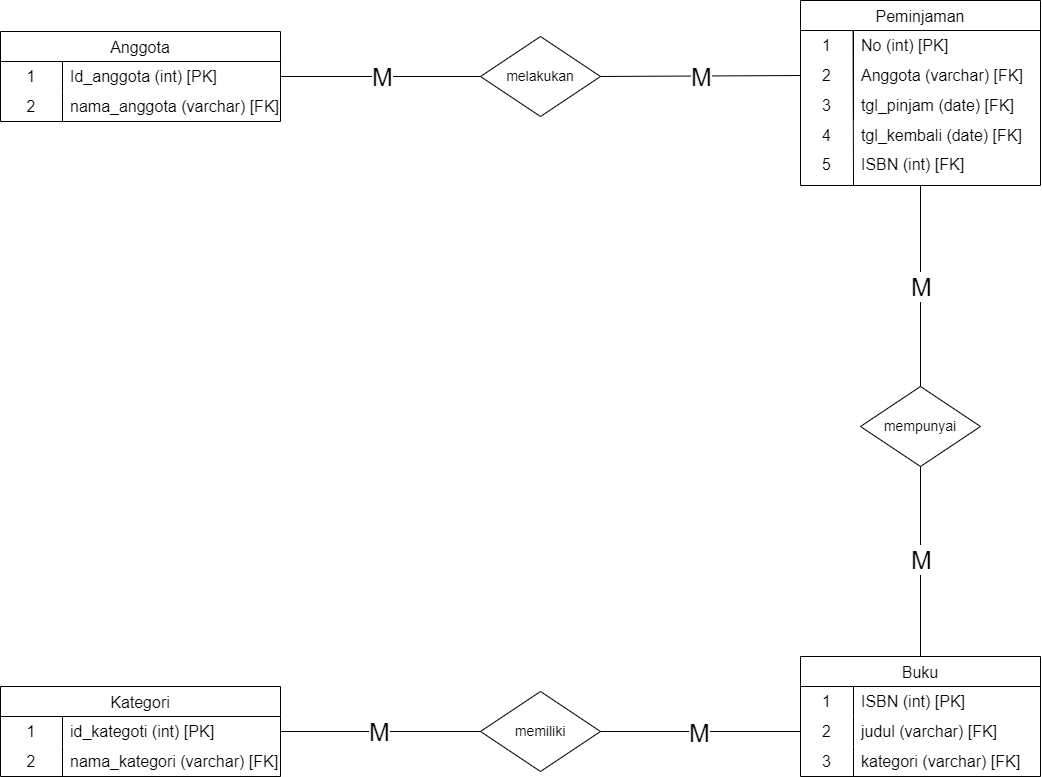 Anggota
1 Id_anggota (int) [PK]
2 nama_anggota (varchar) [FK]
M
melakukan
M
Peminjaman
1 No (int) [PK]
2 Anggota (varchar) [FK]
3 tgl_pinjam (date) [FK]
4 tgl_kembali (date) [FK]
5 ISBN (int) [FK]
M
mempunyai
M
Kategori
1 id_kategoti (int) [PK]
2 nama_kategori (varchar) [FK]
M
memiliki
M
Buku
1 ISBN (int) [PK]
2 judul (varchar) [FK]
3 kategori (varchar) [FK]